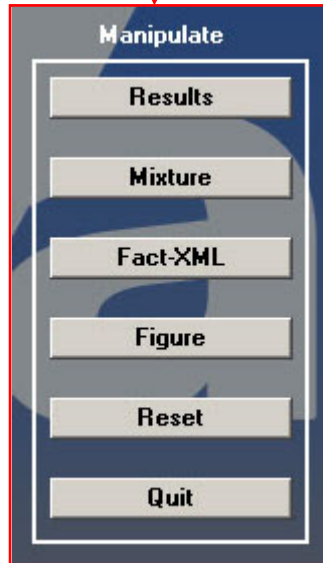 Manipulate
Results
Mixture
Fact-XML
Figure
Reset
Quit